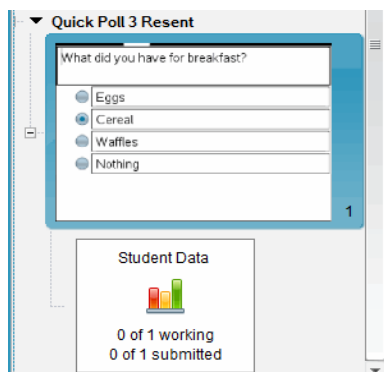 Quick Poll 3 Resent
What did you have for breakfast?
Eggs
Cereal
Waffles
Nothing
1
Student Data
0 of 1 working
0 of 1 submitted